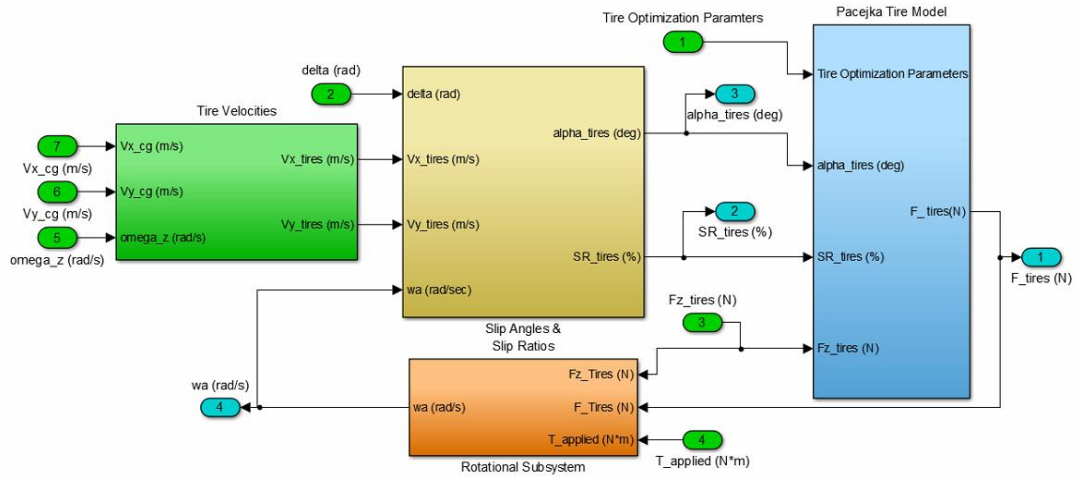 Tire Optimization Paramters
1
Pacejka Tire Model
Tire Optimization Parameters
delta (rad)
2
delta (rad)
3
alpha_tires (deg)
alpha_tires (deg)
alpha_tires (deg)
Tire Velocities
7
Vx_cg (m/s)
Vx_cg (m/s)
Vx_tires (m/s)
Vx_tires (m/s)
6
Vy_cg (m/s)
Vy_cg (m/s)
Vy_tires (m/s)
Vy_tires (m/s)
5
omega_z (rad/s)
omega_z (rad/s)
2
SR_tires (%)
SR_tires (%)
SR_tires (%)
F_tires(N)
1
F_tires (N)
wa (rad/sec)
Slip Angles &
Slip Ratios
Fz_tires (N)
3
Fz_tires (N)
wa (rad/s)
4
wa (rad/s)
Fz_Tires (N)
F_Tires (N)
T_applied (N*m)
4
T_applied (N*m)
Rotational Subsystem